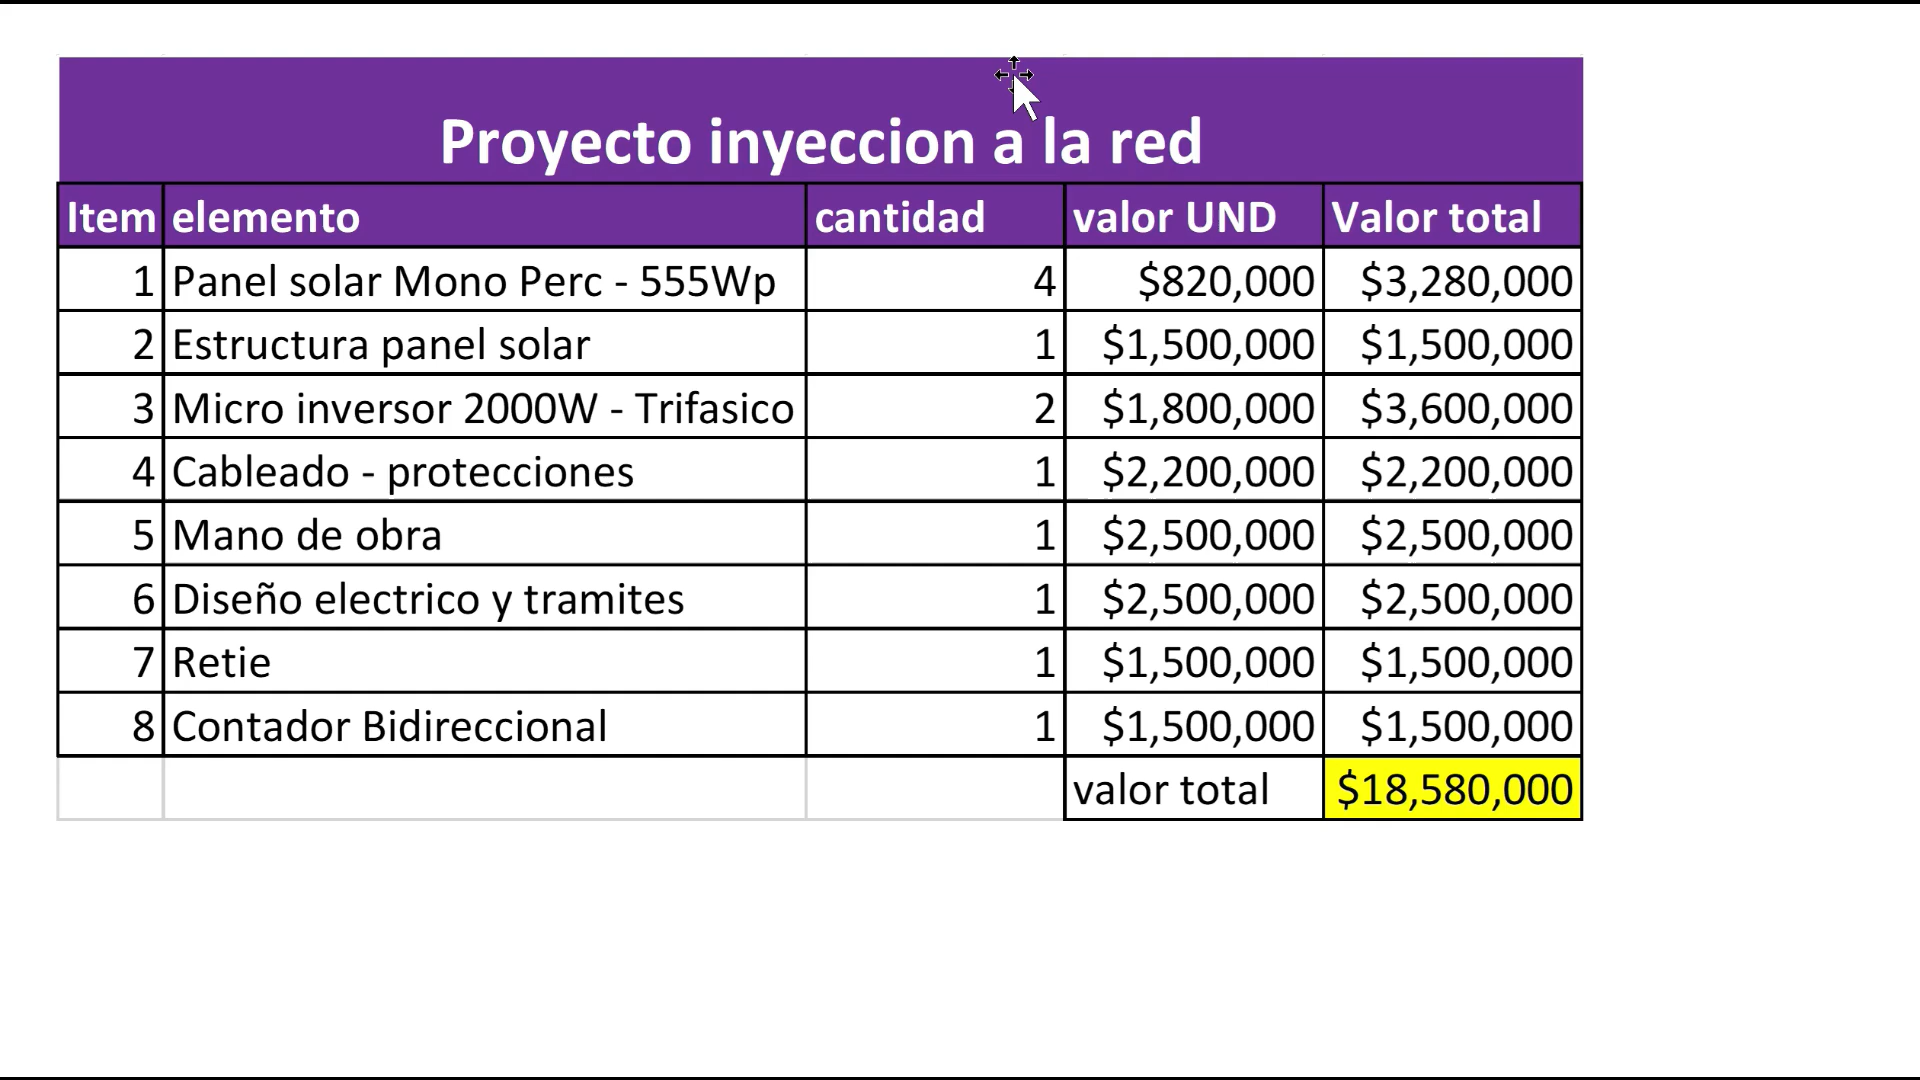 Proyecto inyeccion a la red
Item elemento cantidad valor UND Valor total
1 Panel solar Mono Perc - 555Wp 4 $820,000 $3,280,000
2 Estructura panel solar 1 $1,500,000 $1,500,000
3 Micro inversor 2000W - Trifasico 2 $1,800,000 $3,600,000
4 Cableado - protecciones 1 $2,200,000 $2,200,000
5 Mano de obra 1 $2,500,000 $2,500,000
6 Diseño electrico y tramites 1 $2,500,000 $2,500,000
7 Retie 1 $1,500,000 $1,500,000
8 Contador Bidireccional 1 $1,500,000 $1,500,000
valor total $18,580,000